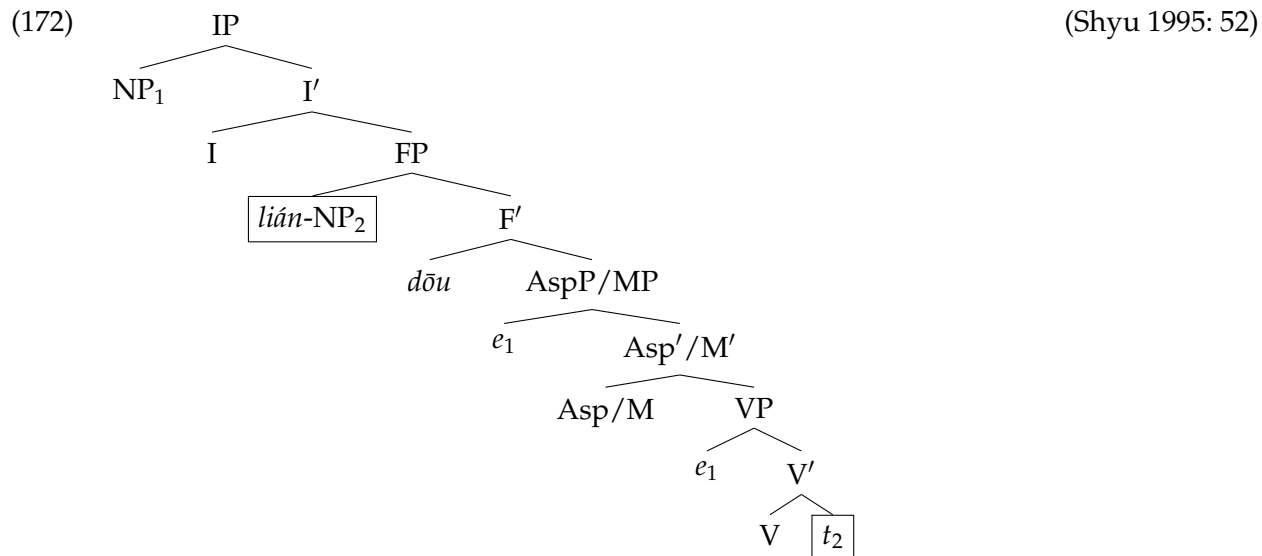 (172) IP (Shyu 1995: 52)
NP₁ I′
I FP
lián-NP₂ F′
dōu AspP/MP
e₁ Asp′/M′
Asp/M VP
e₁ V′
V t₂